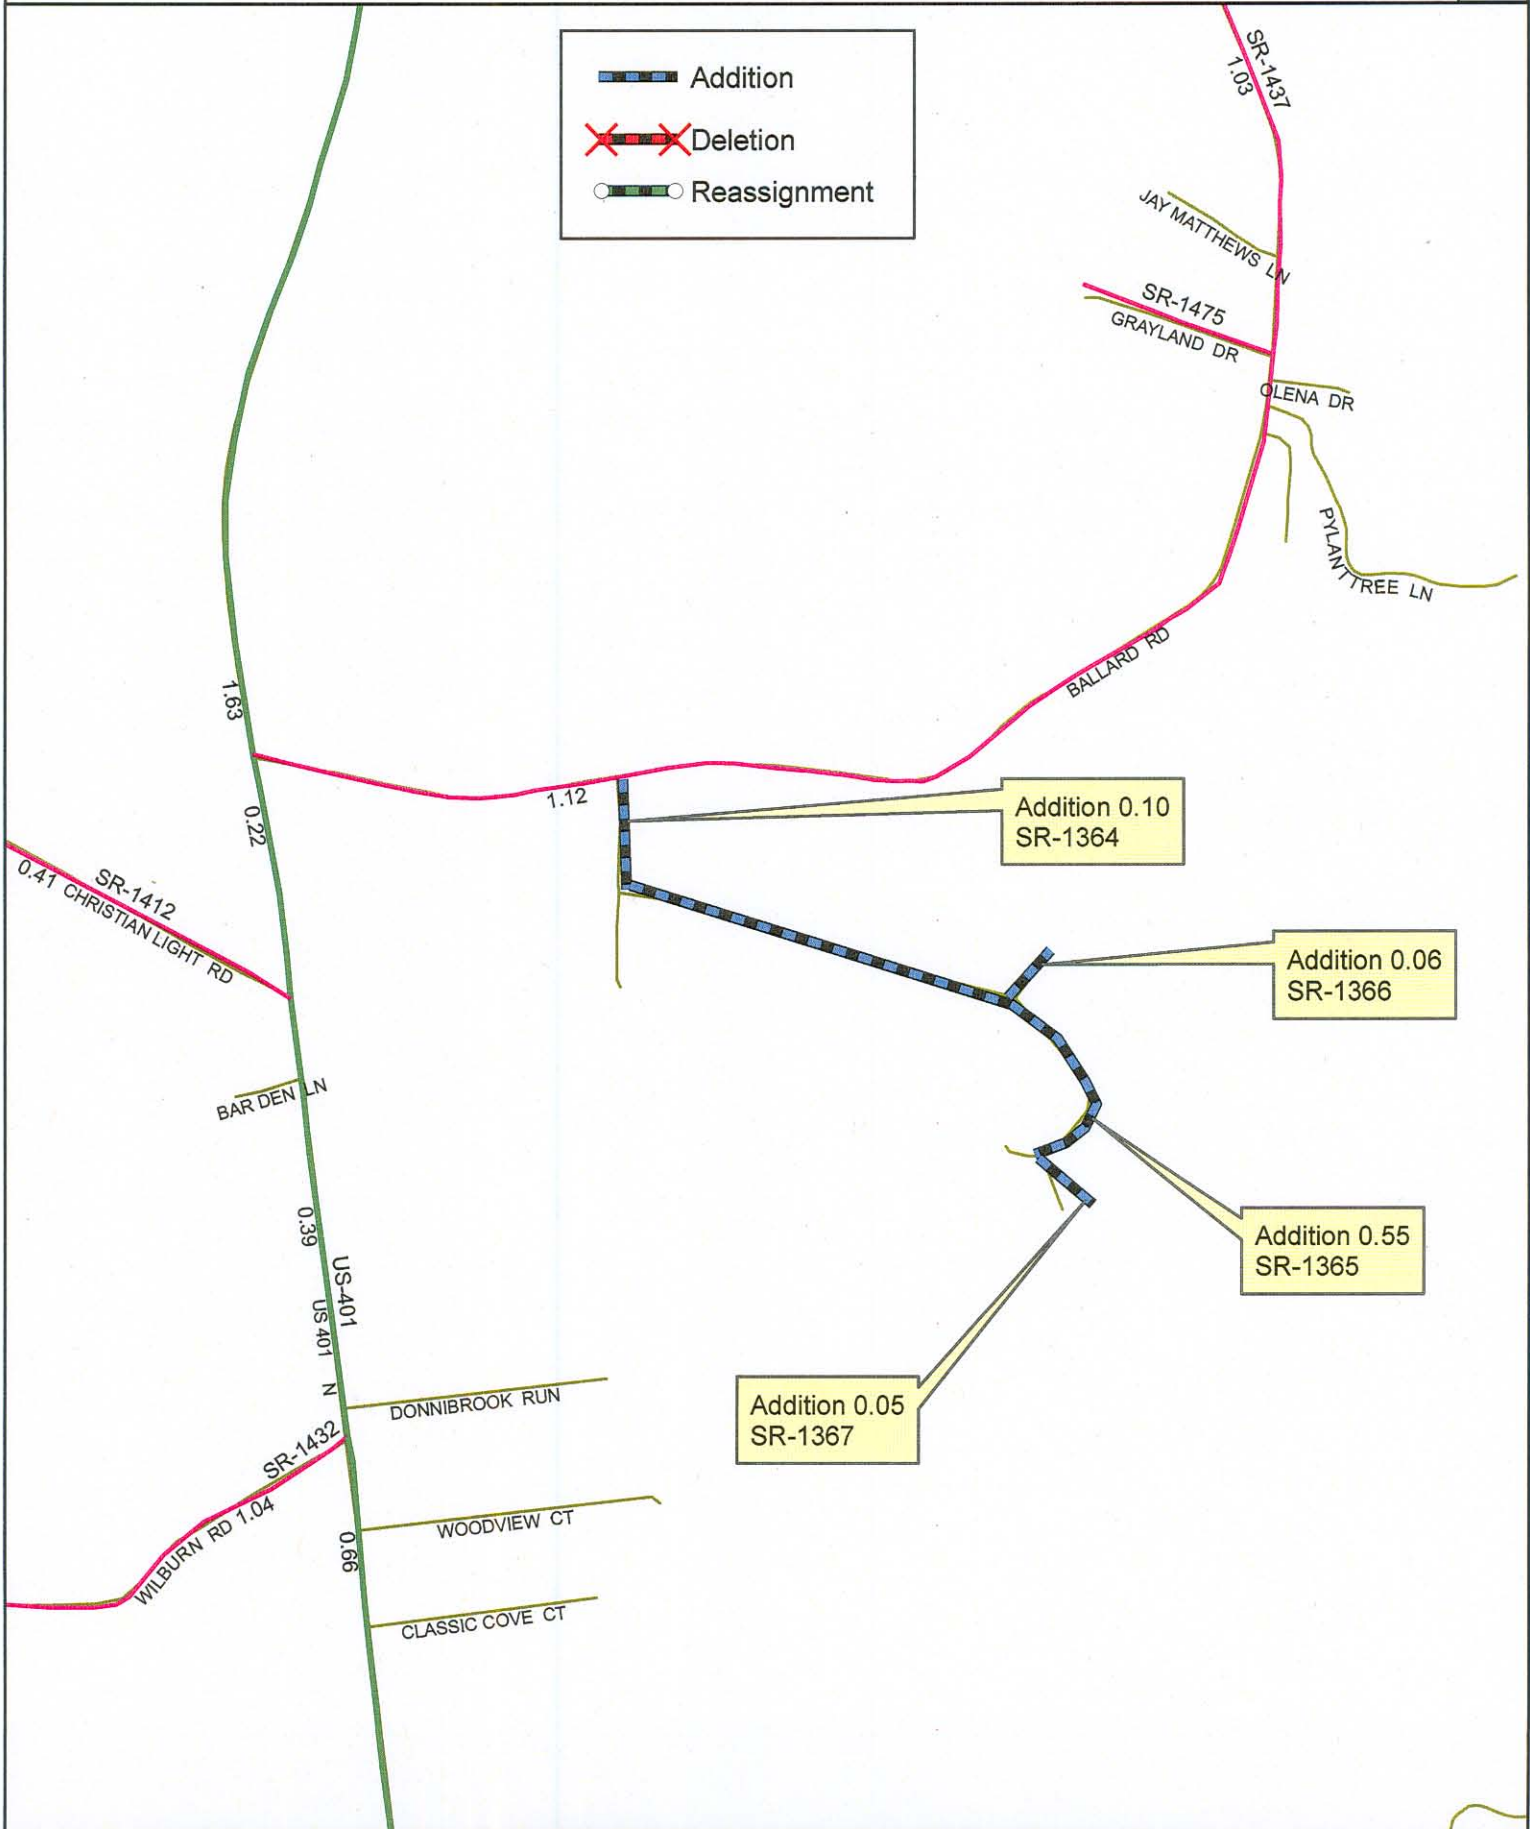 Addition
Deletion
Reassignment
SR-1437
1.03
JAY MATTHEWS LN
SR-1475
GRAYLAND DR
OLENA DR
PYLANTTREE LN
BALLARD RD
1.63
1.12
0.22
Addition 0.10
SR-1364
SR-1412
0.41 CHRISTIAN LIGHT RD
Addition 0.06
SR-1366
BAR DEN LN
0.39
US-401
US 401 N
Addition 0.55
SR-1365
DONNIBROOK RUN
Addition 0.05
SR-1367
SR-1432
WILBURN RD 1.04
WOODVIEW CT
0.66
CLASSIC COVE CT